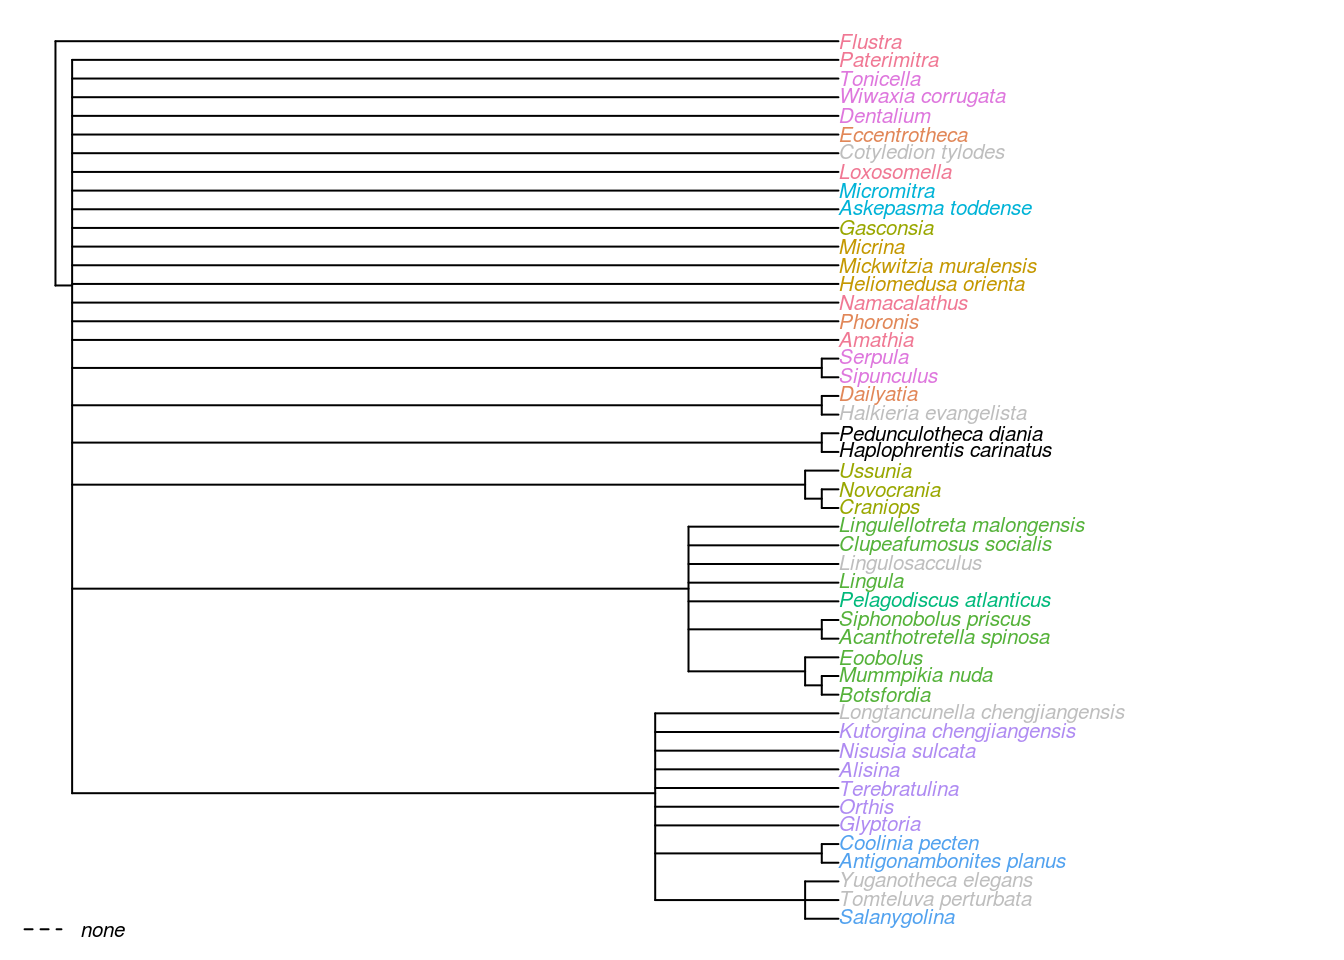 Flustra
Paterimitra
Tonicella
Wiwaxia corrugata
Dentalium
Eccentrotheca
Cotyledion tylodes
Loxosomella
Micromitra
Askepasma toddense
Gasconsia
Micrina
Mickwitzia muralensis
Heliomedusa orienta
Namacalathus
Phoronis
Amathia
Serpula
Sipunculus
Dailyatia
Halkieria evangelista
Pedunculotheca diania
Haplophrentis carinatus
Ussunia
Novocrania
Craniops
Lingulellotreta malongensis
Clupeafumosus socialis
Lingulosacculus
Lingula
Pelagodiscus atlanticus
Siphonobolus priscus
Acanthotretella spinosa
Eoobolus
Mummpikia nuda
Botsfordia
Longtancunella chengjiangensis
Kutorgina chengjiangensis
Nisusia sulcata
Alisina
Terebratulina
Orthis
Glyptoria
Coolinia pecten
Antigonambonites planus
Yuganotheca elegans
Tomteluva perturbata
Salanygolina
none